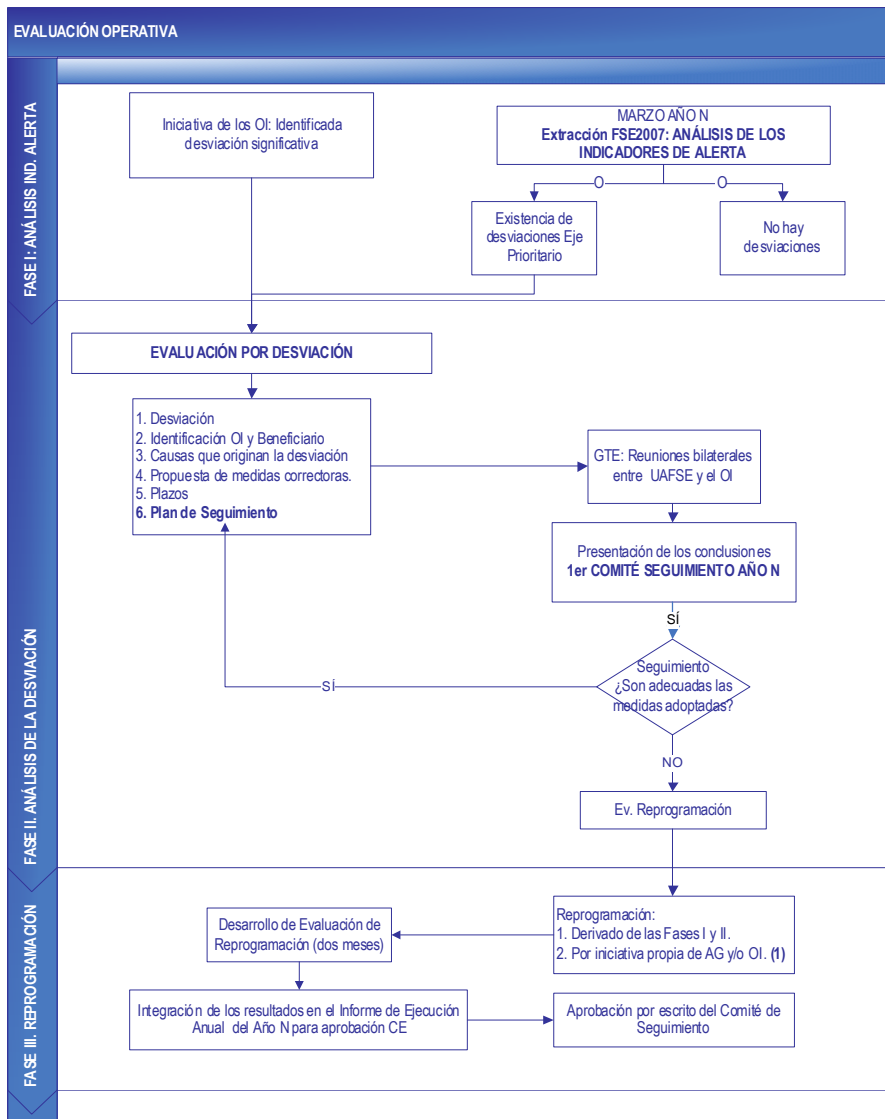 EVALUACIÓN OPERATIVA
FASE I: ANÁLISIS IND. ALERTA
Iniciativa de los OI: Identificada
desviación significativa
MARZO AÑO N
Extracción FSE2007: ANÁLISIS DE LOS
INDICADORES DE ALERTA
O
O
Existencia de
desviaciones Eje
Prioritario
No hay
desviaciones
FASE II. ANÁLISIS DE LA DESVIACIÓN
EVALUACIÓN POR DESVIACIÓN
1. Desviación
2. Identificación OI y Beneficiario
3. Causas que originan la desviación
4. Propuesta de medidas correctoras.
5. Plazos
6. Plan de Seguimiento
GTE: Reuniones bilaterales
entre UAFSE y el OI
Presentación de los conclusiones
1er COMITÉ SEGUIMIENTO AÑO N
SÍ
Seguimiento
¿Son adecuadas las
medidas adoptadas?
SÍ
NO
Ev. Reprogramación
FASE III. REPROGRAMACIÓN
Reprogramación:
1. Derivado de las Fases I y II.
2. Por iniciativa propia de AG y/o OI. (1)
Desarrollo de Evaluación de
Reprogramación (dos meses)
Integración de los resultados en el Informe de Ejecución
Anual del Año N para aprobación CE
Aprobación por escrito del Comité de
Seguimiento